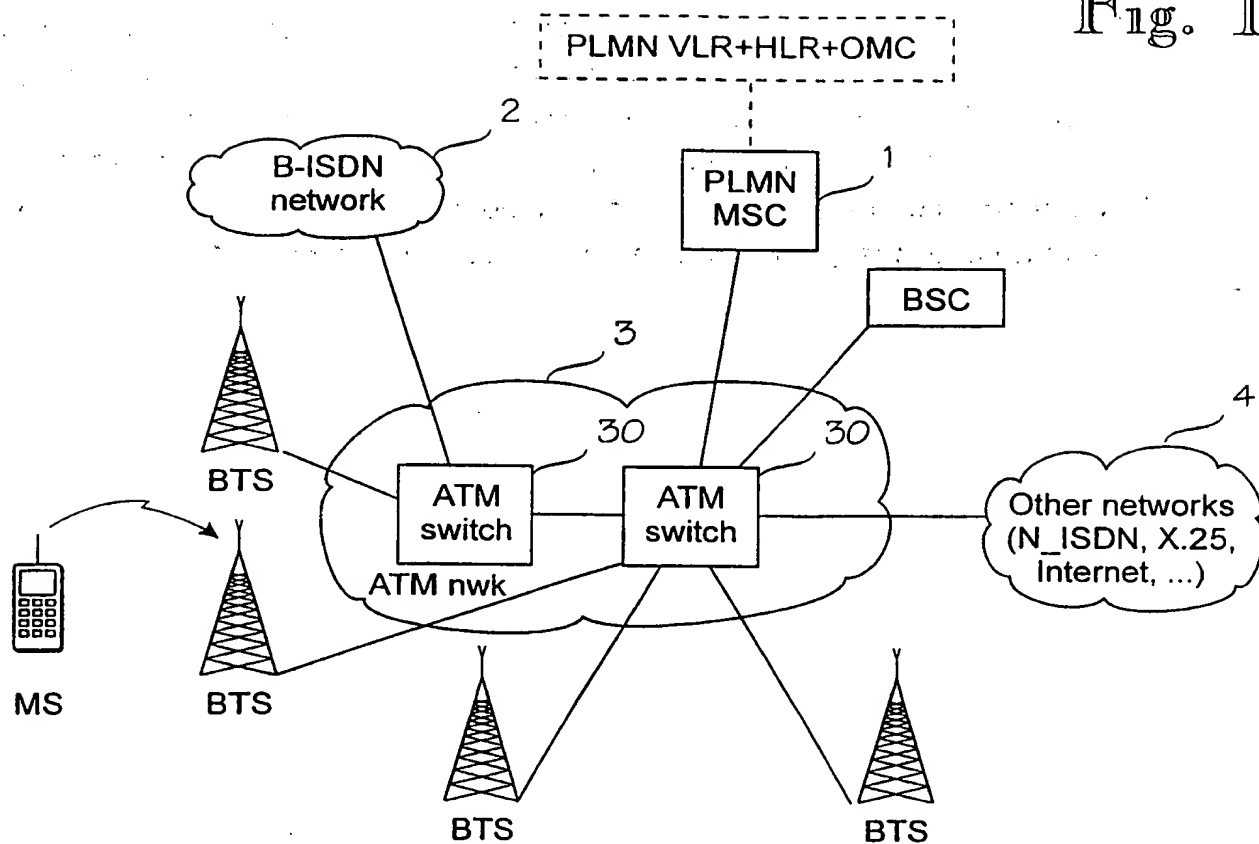 Fig. 1
PLMN VLR+HLR+OMC
2
B-ISDN
network
1
PLMN
MSC
BSC
3
4
30
30
BTS
ATM
switch
ATM
switch
Other networks
(N_ISDN, X.25,
Internet, ...)
ATM nwk
MS
BTS
BTS
BTS